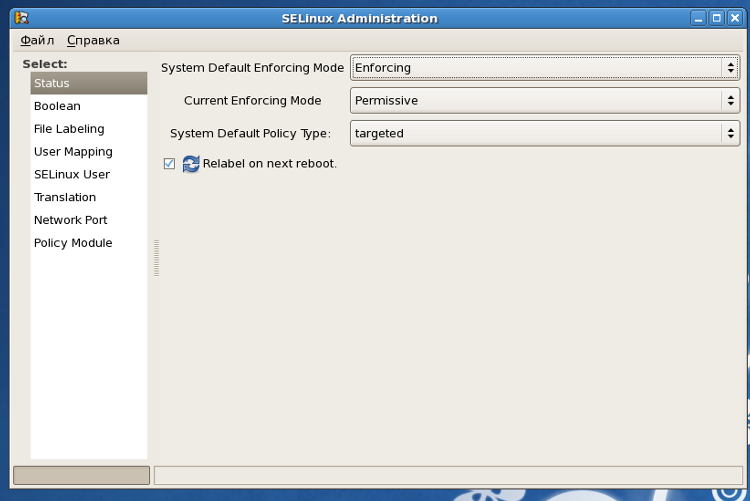 SELinux Administration
Файл Справка
Select:
Status
Boolean
File Labeling
User Mapping
SELinux User
Translation
Network Port
Policy Module
System Default Enforcing Mode Enforcing
Current Enforcing Mode Permissive
System Default Policy Type: targeted
Relabel on next reboot.